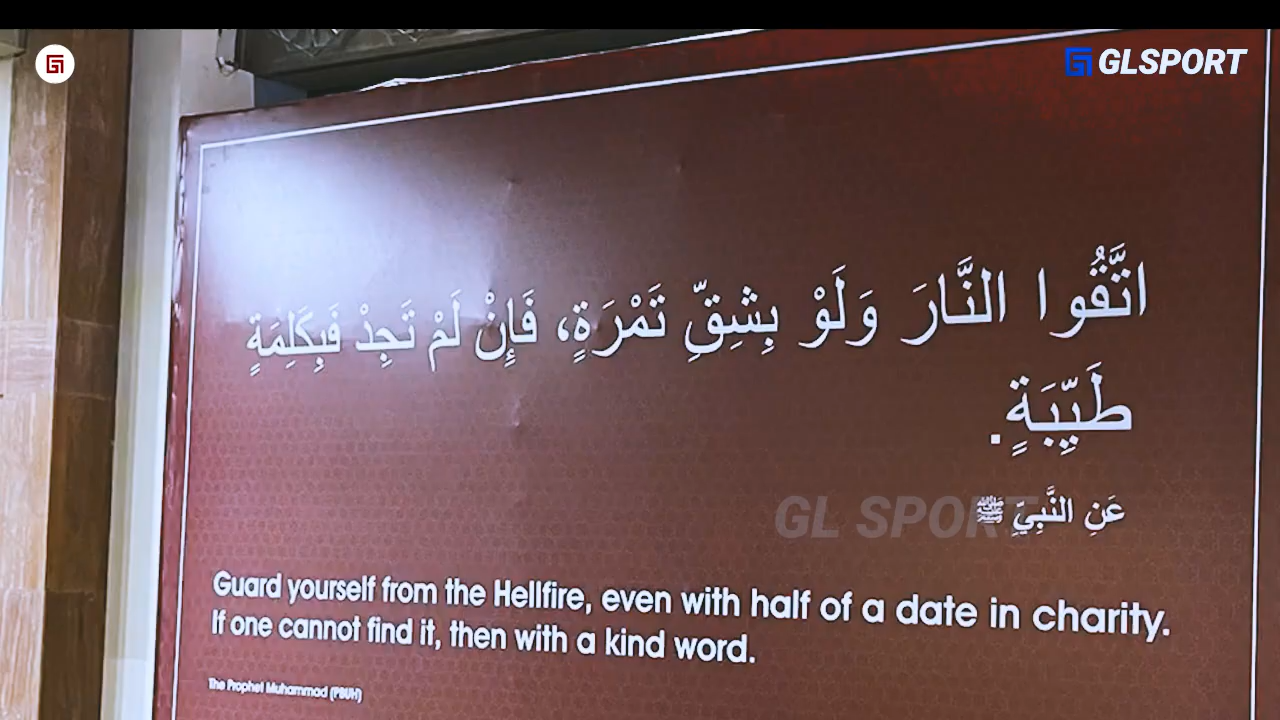 GLSPORT
اتَّقُوا النَّارَ وَلَوْ بِشِقِّ تَمْرَةٍ، فَإِنْ لَمْ تَجِدْ فَبِكَلِمَةٍ
طَيِّبَةٍ.
عَنِ النَّبِيِّ ﷺ
GL SPORT
Guard yourself from the Hellfire, even with half of a date in charity.
If one cannot find it, then with a kind word.
The Prophet Muhammad (PBUH)